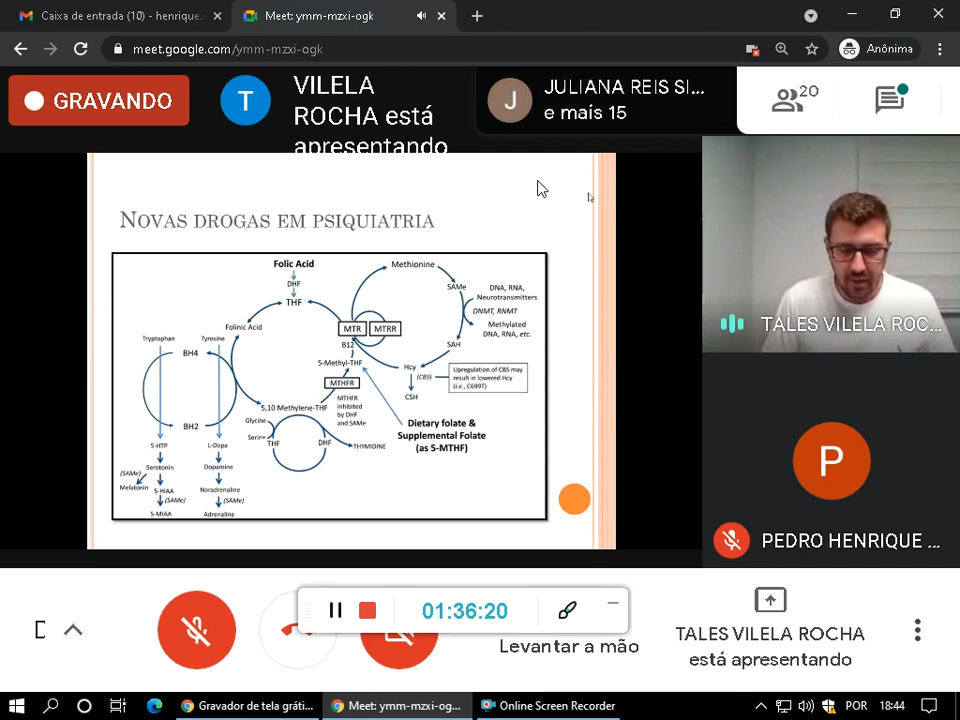 Caixa de entrada (10) - henrique.
Meet: ymm-mzxi-ogk
meet.google.com/ymm-mzxi-ogk
Anônima
GRAVANDO
T
VILELA
ROCHA está
apresentando
J
JULIANA REIS SI...
e mais 15
20
NOVAS DROGAS EM PSIQUIATRIA
Folic Acid
DHF
THF
Methionine
SAMe
DNA, RNA,
Neurotransmitters
DNMT, RNMT
Methylated
DNA, RNA, etc.
Folinic Acid
MTR
MTRR
B12
SAH
Tryptophan
Tyrosine
BH4
5-Methyl-THF
Hcy
(CBS)
Upregulation of CBS may
result in lowered Hcy
(i.e., C699T)
MTHFR
CSH
MTHFR
inhibited
by DHF
and SAMe
5,10 Methylene-THF
Glycine
Serine
THF
DHF
THYMIDINE
Dietary folate &
Supplemental Folate
(as 5-MTHF)
BH2
5-HTP
L-Dopa
(SAMe)
Serotonin
Dopamine
Melatonin
5-HIAA
Noradrenaline
(SAMe)
(SAMe)
5-MIAA
Adrenaline
TALES VILELA ROC...
P
PEDRO HENRIQUE ...
01:36:20
Levantar a mão
TALES VILELA ROCHA
está apresentando
Gravador de tela gráti...
Meet: ymm-mzxi-og...
Online Screen Recorder
POR
18:44